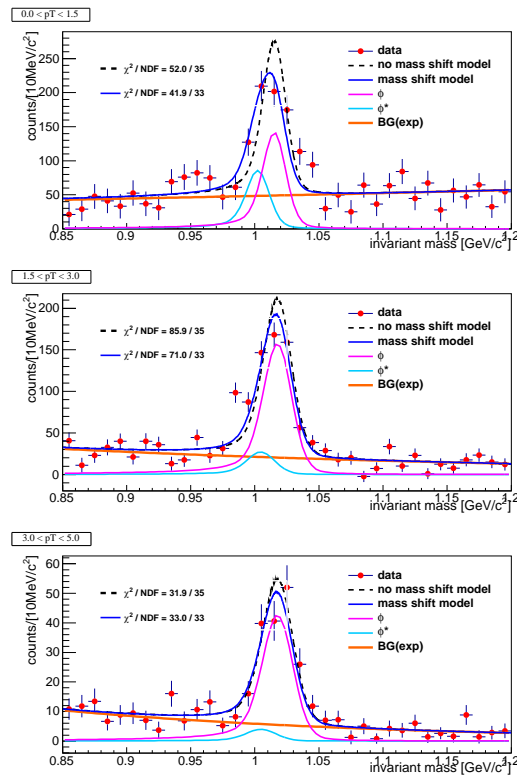 0.0 < pT < 1.5
counts/[10MeV/c²]
300
250
200
150
100
50
0
χ² / NDF = 52.0 / 35
χ² / NDF = 41.9 / 33
data
no mass shift model
mass shift model
ϕ
ϕ*
BG(exp)
0.85 0.9 0.95 1 1.05 1.1 1.15 1.2
invariant mass [GeV/c²]
1.5 < pT < 3.0
counts/[10MeV/c²]
200
150
100
50
0
χ² / NDF = 85.9 / 35
χ² / NDF = 71.0 / 33
data
no mass shift model
mass shift model
ϕ
ϕ*
BG(exp)
0.85 0.9 0.95 1 1.05 1.1 1.15 1.2
invariant mass [GeV/c²]
3.0 < pT < 5.0
counts/[10MeV/c²]
60
50
40
30
20
10
0
χ² / NDF = 31.9 / 35
χ² / NDF = 33.0 / 33
data
no mass shift model
mass shift model
ϕ
ϕ*
BG(exp)
0.85 0.9 0.95 1 1.05 1.1 1.15 1.2
invariant mass [GeV/c²]